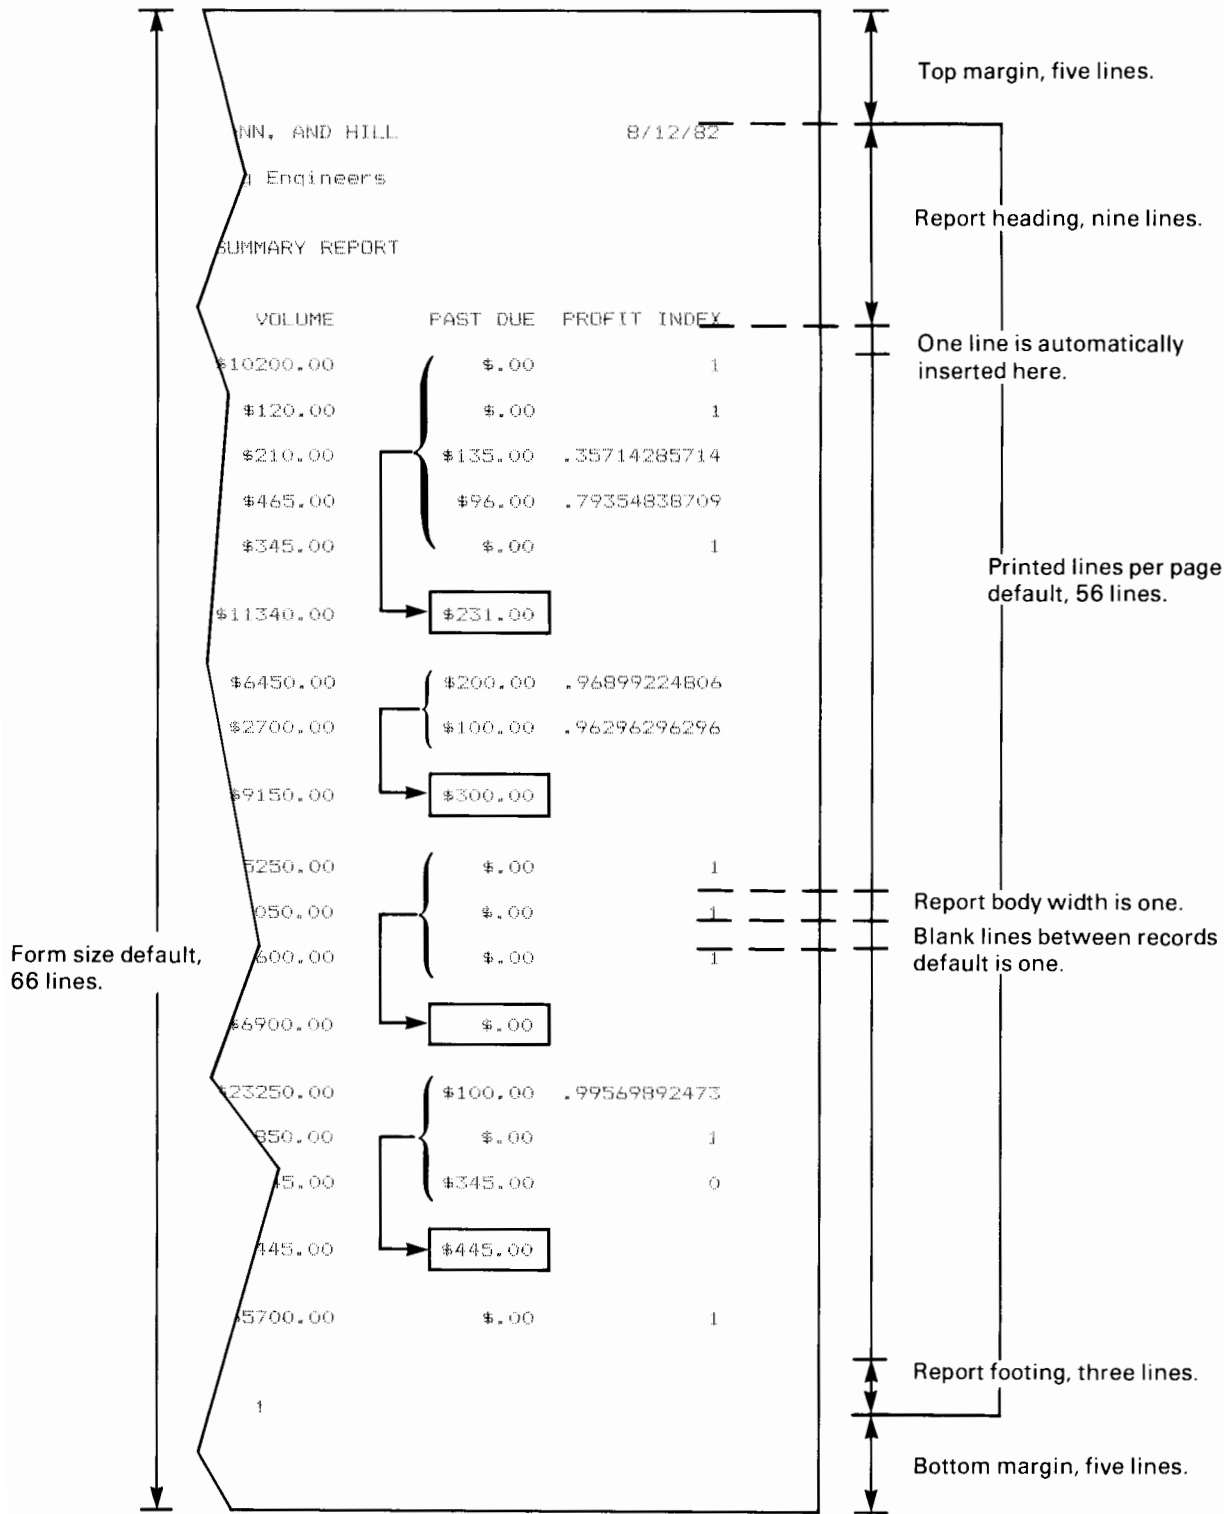 Top margin, five lines.
NN, AND HILL 8/12/82
g Engineers
Report heading, nine lines.
SUMMARY REPORT
VOLUME PAST DUE PROFIT INDEX
One line is automatically
inserted here.
$10200.00 $.00 1
$120.00 $.00 1
$210.00 $135.00 .35714285714
$465.00 $96.00 .79354838709
$345.00 $.00 1
Printed lines per page
default, 56 lines.
$11340.00 $231.00
$6450.00 $200.00 .96899224806
$2700.00 $100.00 .96296296296
$9150.00 $300.00
5250.00 $.00 1
Report body width is one.
050.00 $.00 1
Blank lines between records
default is one.
600.00 $.00 1
Form size default,
66 lines.
$6900.00 $.00
$23250.00 $100.00 .99569892473
850.00 $.00 1
45.00 $345.00 0
445.00 $445.00
5700.00 $.00 1
Report footing, three lines.
1
Bottom margin, five lines.